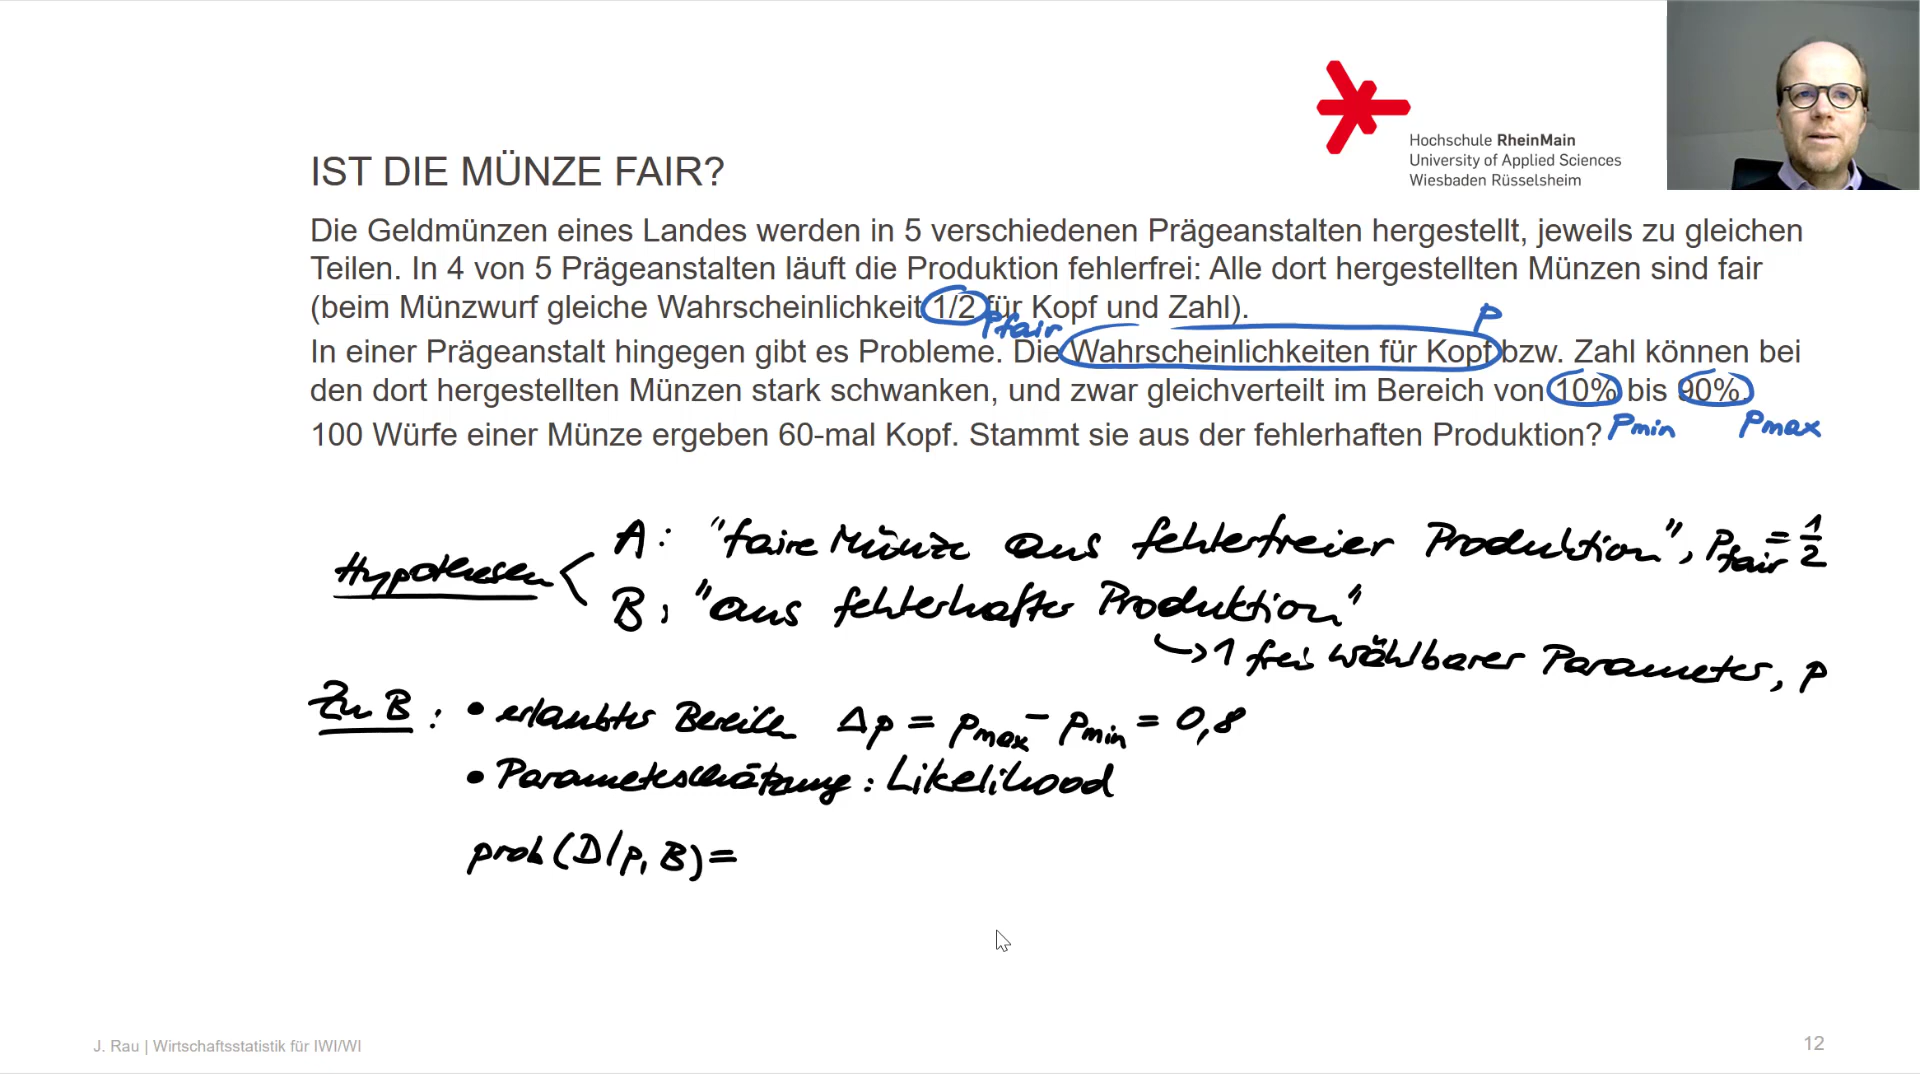 Hochschule RheinMain
University of Applied Sciences
Wiesbaden Rüsselsheim
IST DIE MÜNZE FAIR?
Die Geldmünzen eines Landes werden in 5 verschiedenen Prägeanstalten hergestellt, jeweils zu gleichen
Teilen. In 4 von 5 Prägeanstalten läuft die Produktion fehlerfrei: Alle dort hergestellten Münzen sind fair
(beim Münzwurf gleiche Wahrscheinlichkeit 1/2 für Kopf und Zahl).
Pfair
P
In einer Prägeanstalt hingegen gibt es Probleme. Die Wahrscheinlichkeiten für Kopf bzw. Zahl können bei
den dort hergestellten Münzen stark schwanken, und zwar gleichverteilt im Bereich von 10% bis 90%.
100 Würfe einer Münze ergeben 60-mal Kopf. Stammt sie aus der fehlerhaften Produktion?
Pmin Pmax
Hypothesen
A: "faire Münze aus fehlerfreier Produktion", Pfair = 1/2
B: "aus fehlerhafter Produktion"
↪ 1 frei wählbarer Parameter, p
Zu B: • erlaubter Bereich Δp = pmax - pmin = 0,8
• Parameterschätzung: Likelihood
prob(D|p, B) =
J. Rau | Wirtschaftsstatistik für IWI/WI
12